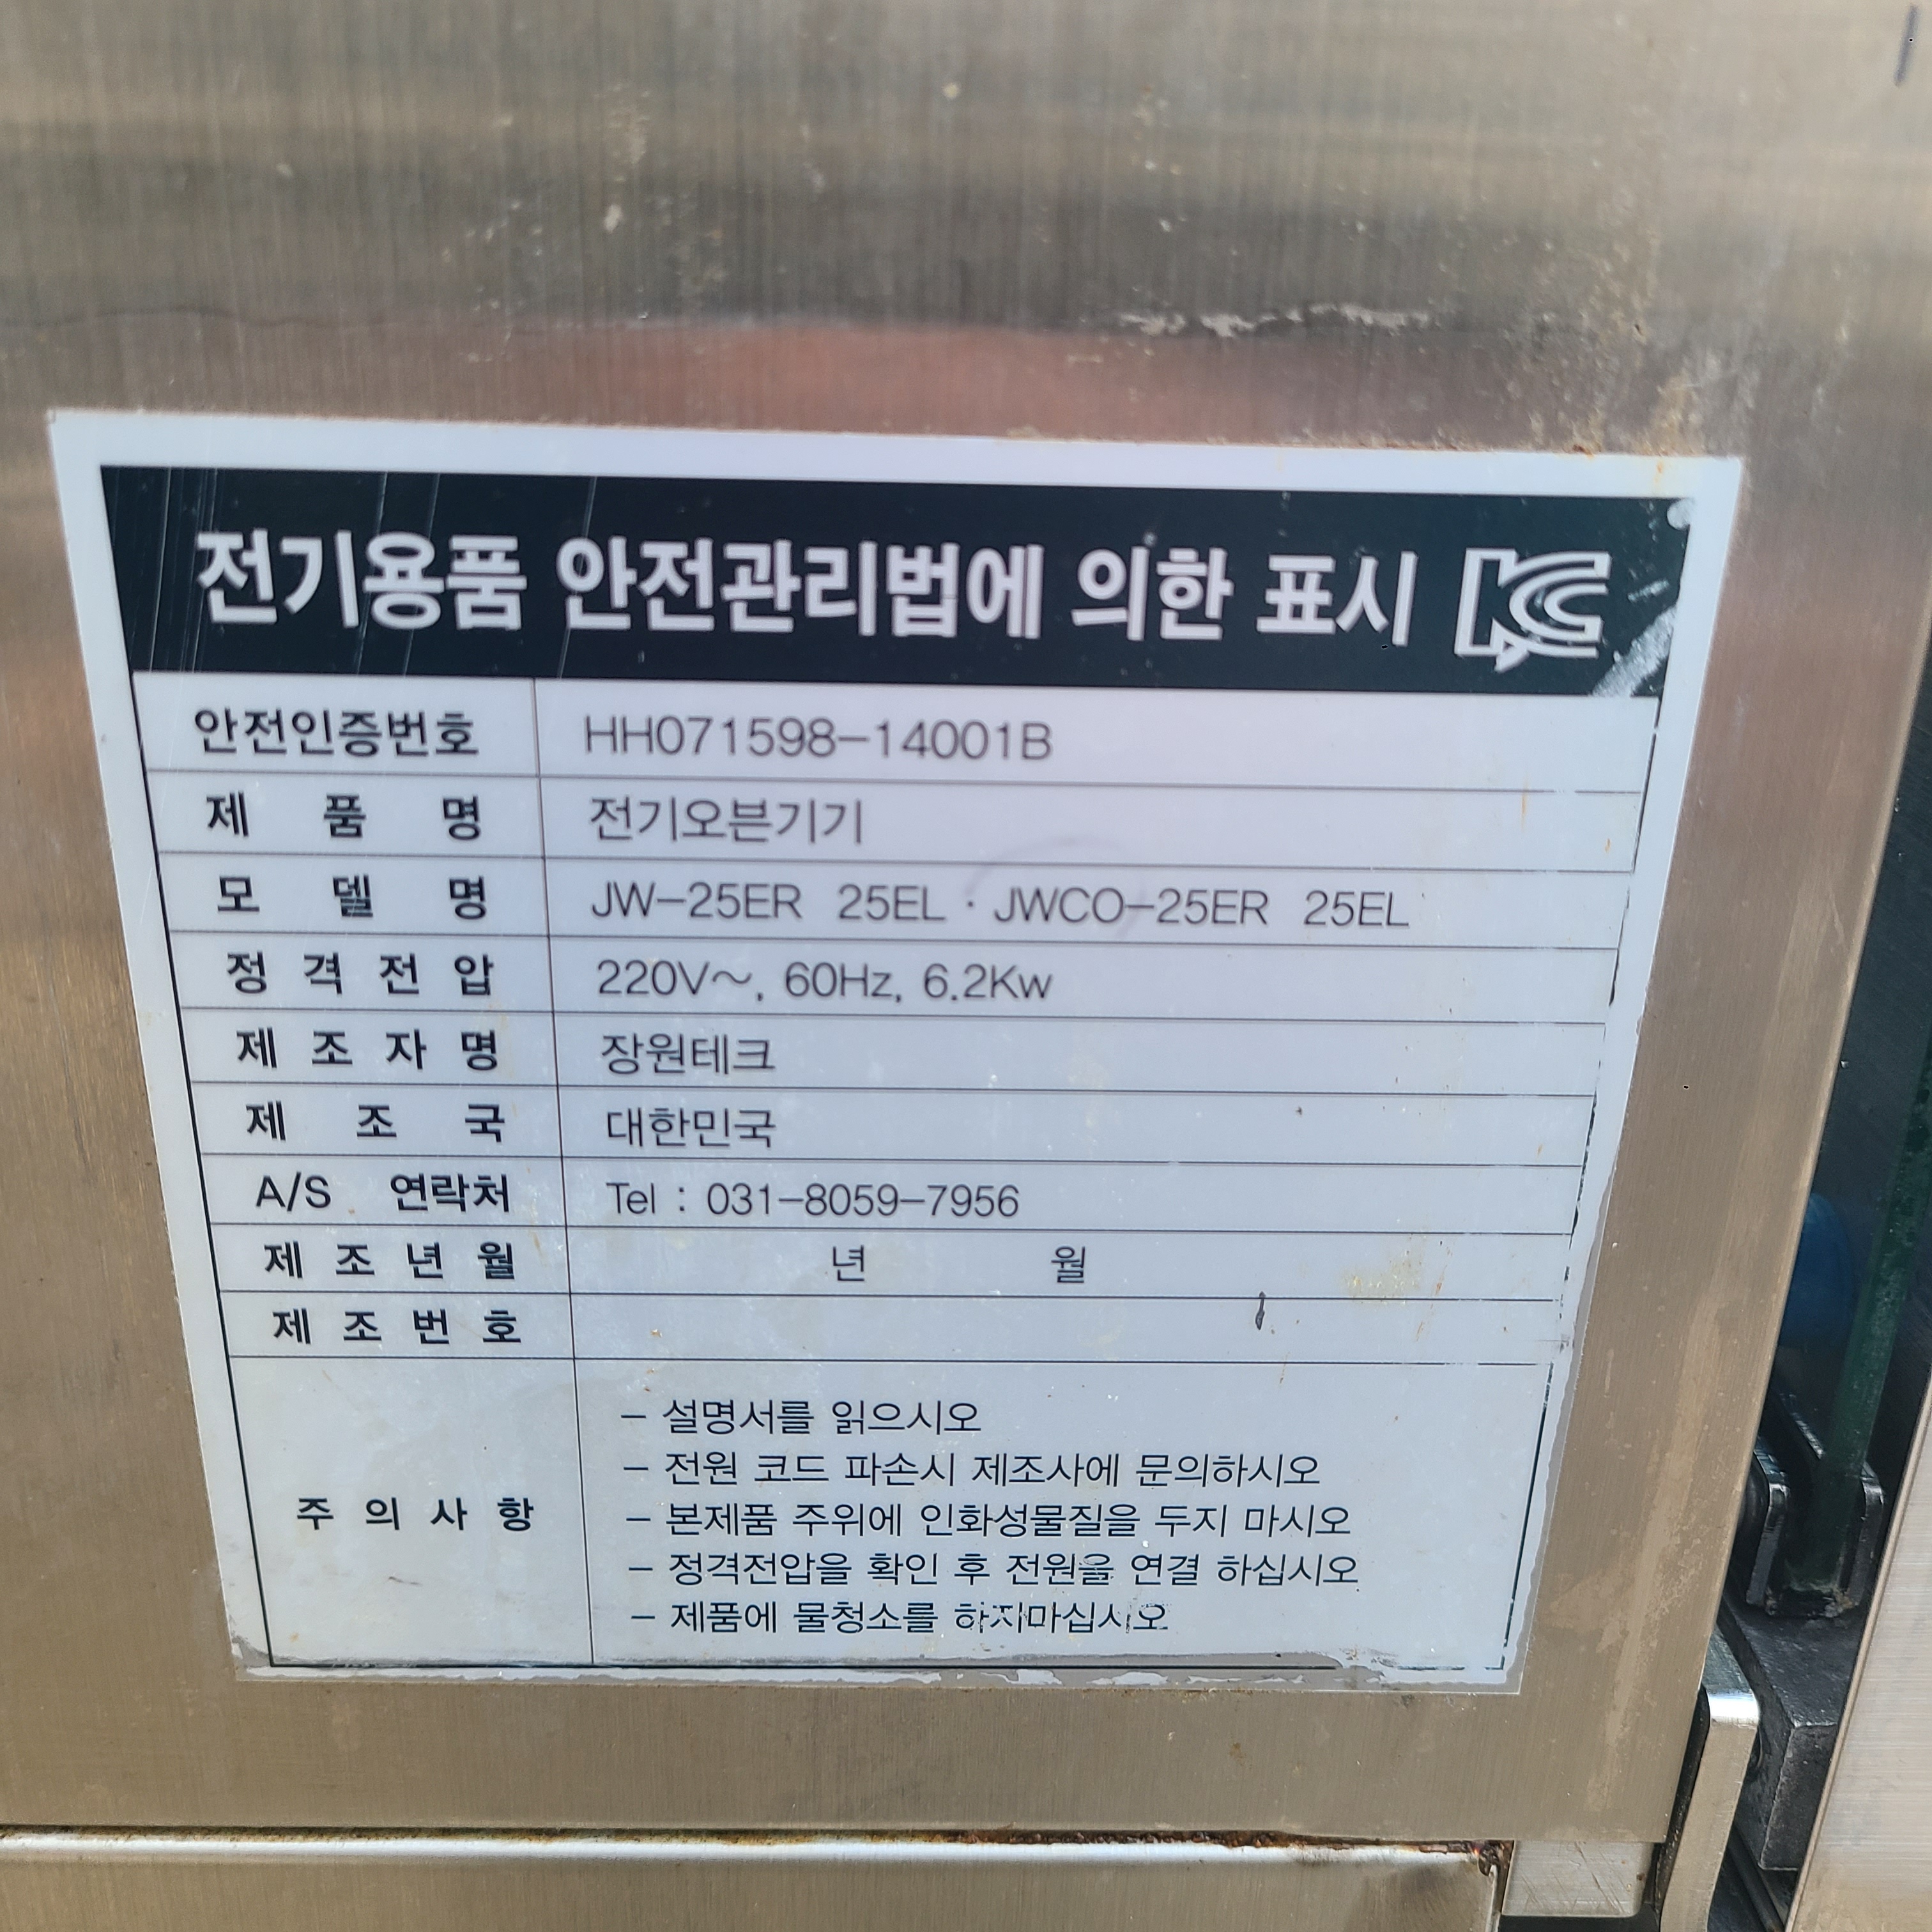 전기용품 안전관리법에 의한 표시 KC
안전인증번호 HH071598-14001B
제 품 명 전기오븐기기
모 델 명 JW-25ER 25EL · JWCO-25ER 25EL
정 격 전 압 220V~, 60Hz, 6.2Kw
제 조 자 명 장원테크
제 조 국 대한민국
A/S 연락처 Tel : 031-8059-7956
제 조 년 월 년 월
제 조 번 호
주 의 사 항
- 설명서를 읽으시오
- 전원 코드 파손시 제조사에 문의하시오
- 본제품 주위에 인화성물질을 두지 마시오
- 정격전압을 확인 후 전원을 연결 하십시오
- 제품에 물청소를 하지마십시오